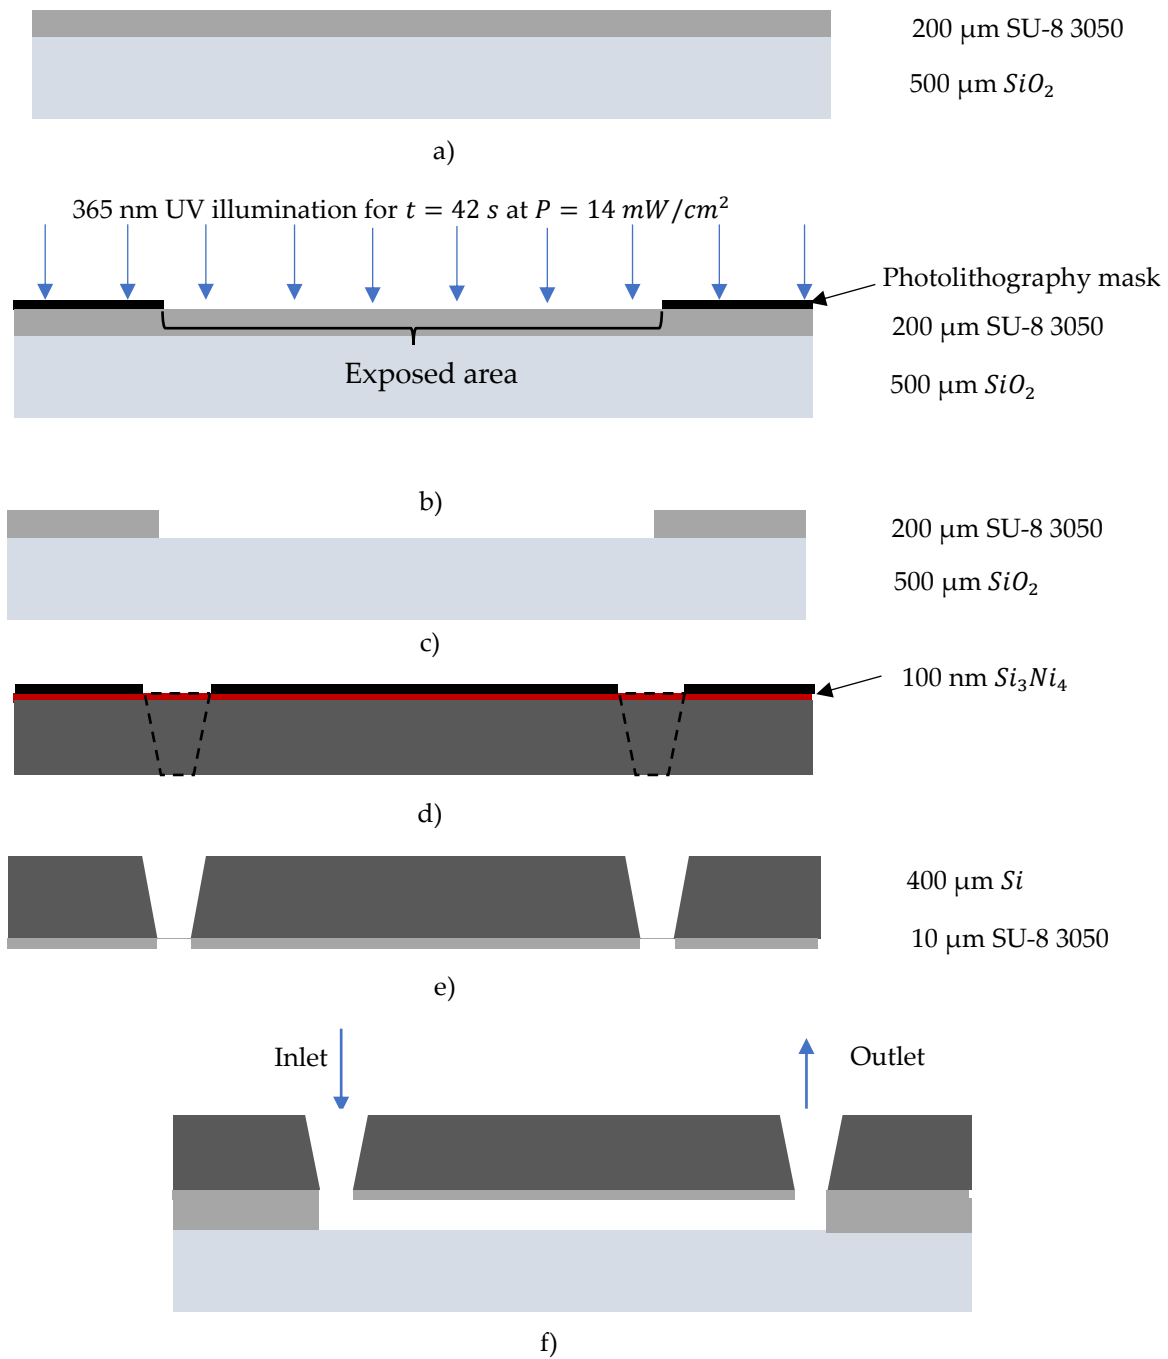 200 μm SU-8 3050
500 μm SiO₂
a)
365 nm UV illumination for t = 42 s at P = 14 mW/cm²
Photolithography mask
200 μm SU-8 3050
Exposed area
500 μm SiO₂
b)
200 μm SU-8 3050
500 μm SiO₂
c)
100 nm Si₃Ni₄
d)
400 μm Si
10 μm SU-8 3050
e)
Inlet
Outlet
f)